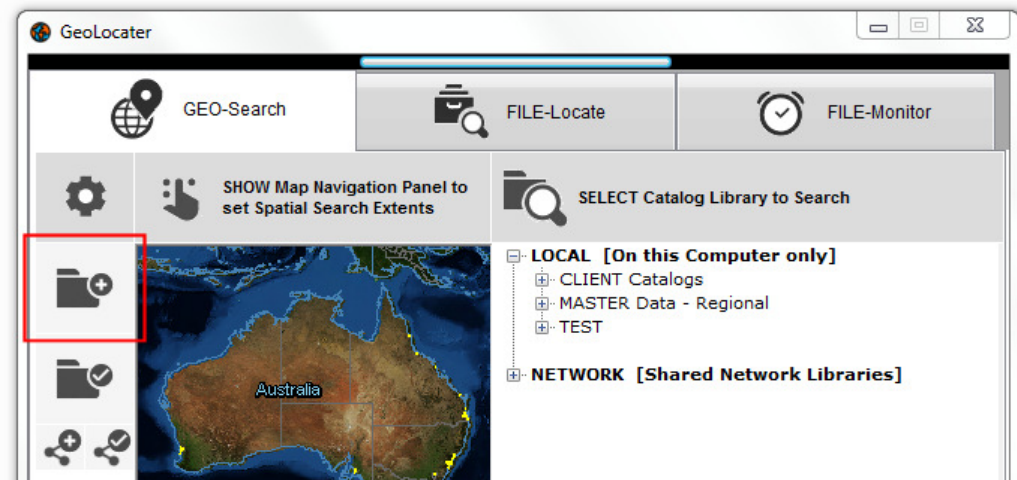 GeoLocater
GEO-Search
FILE-Locate
FILE-Monitor
SHOW Map Navigation Panel to
set Spatial Search Extents
SELECT Catalog Library to Search
LOCAL [On this Computer only]
CLIENT Catalogs
MASTER Data - Regional
TEST
NETWORK [Shared Network Libraries]
Australia